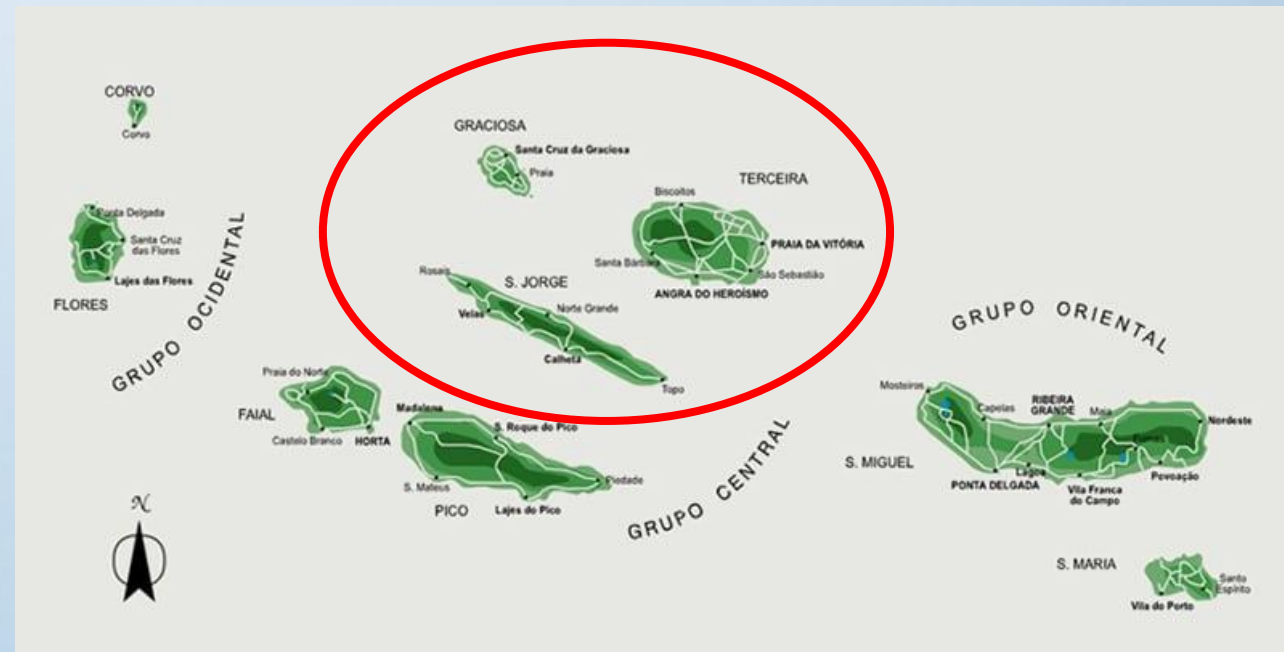 CORVO
Corvo
Ponta Delgada
Santa Cruz
das Flores
Lajes das Flores
FLORES
GRUPO OCIDENTAL
GRACIOSA
Santa Cruz da Graciosa
Praia
TERCEIRA
Biscoitos
PRAIA DA VITÓRIA
Santa Bárbara
São Sebastião
ANGRA DO HEROÍSMO
Rosais
S. JORGE
Velas
Norte Grande
Calheta
Topo
Praia do Norte
FAIAL
Castelo Branco
HORTA
Madalena
S. Roque do Pico
S. Mateus
Piedade
PICO
Lajes do Pico
GRUPO CENTRAL
GRUPO ORIENTAL
Mosteiros
Capelas
RIBEIRA
GRANDE
Maia
Nordeste
Furnas
S. MIGUEL
Lagoa
PONTA DELGADA
Povoação
Vila Franca
do Campo
S. MARIA
Santo
Espírito
Vila do Porto
N